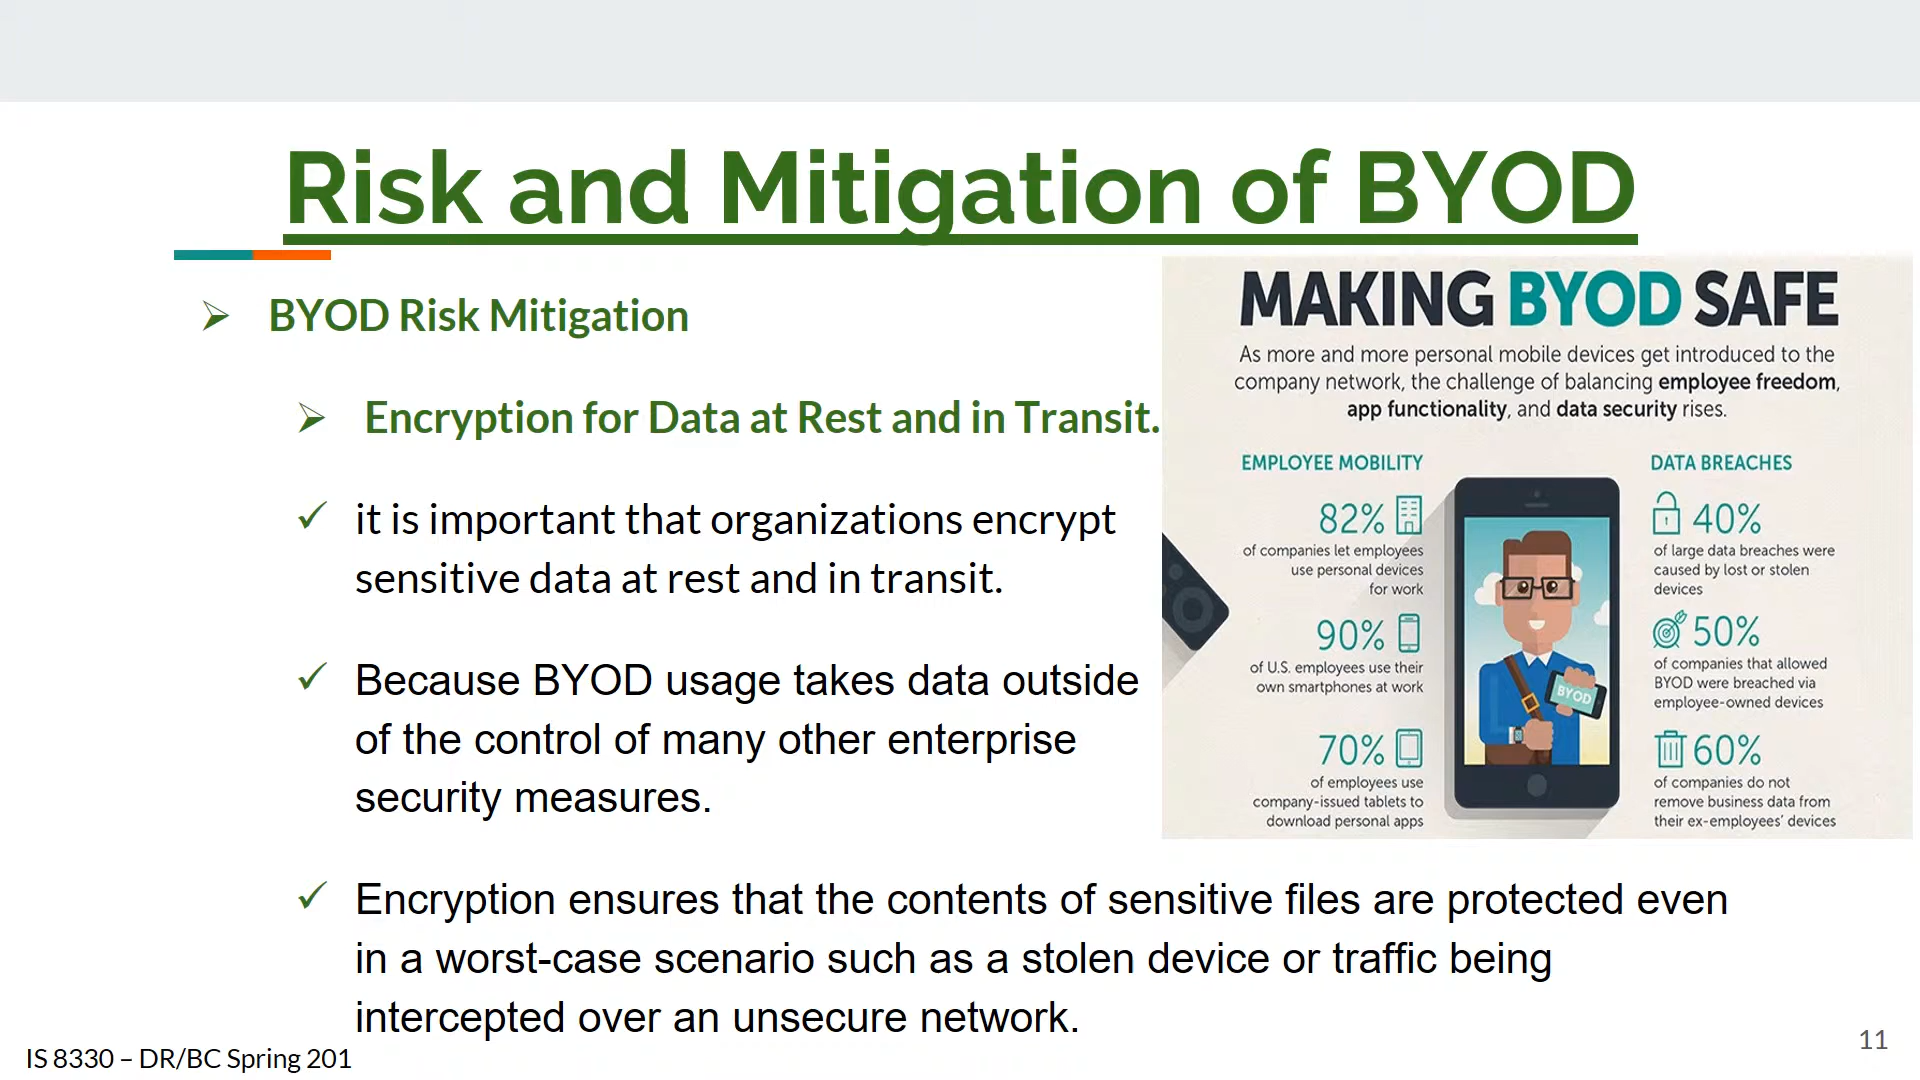 Risk and Mitigation of BYOD
➢ BYOD Risk Mitigation
➢ Encryption for Data at Rest and in Transit.
✓ it is important that organizations encrypt
sensitive data at rest and in transit.
✓ Because BYOD usage takes data outside
of the control of many other enterprise
security measures.
✓ Encryption ensures that the contents of sensitive files are protected even
in a worst-case scenario such as a stolen device or traffic being
intercepted over an unsecure network.
MAKING BYOD SAFE
As more and more personal mobile devices get introduced to the
company network, the challenge of balancing employee freedom,
app functionality, and data security rises.
EMPLOYEE MOBILITY
82%
of companies let employees
use personal devices
for work
90%
of U.S. employees use their
own smartphones at work
70%
of employees use
company-issued tablets to
download personal apps
BYOD
DATA BREACHES
40%
of large data breaches were
caused by lost or stolen
devices
50%
of companies that allowed
BYOD were breached via
employee-owned devices
60%
of companies do not
remove business data from
their ex-employees' devices
IS 8330 – DR/BC Spring 201
11